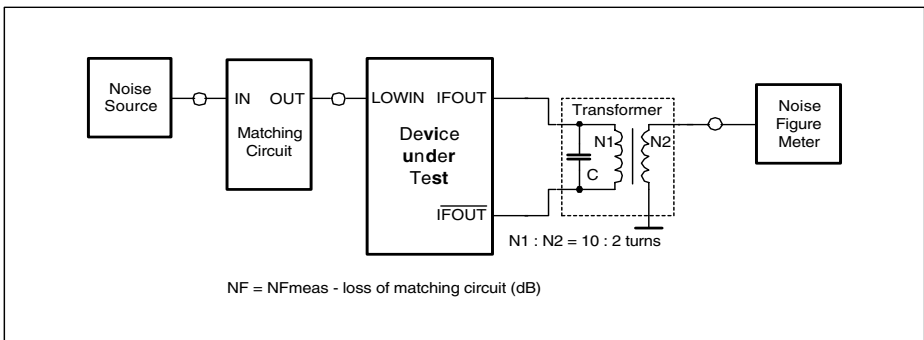 Noise
Source
IN OUT
Matching
Circuit
LOWIN IFOUT
Device
under
Test
IFOUT
Transformer
N1 N2
C
N1 : N2 = 10 : 2 turns
Noise
Figure
Meter
NF = NFmeas - loss of matching circuit (dB)